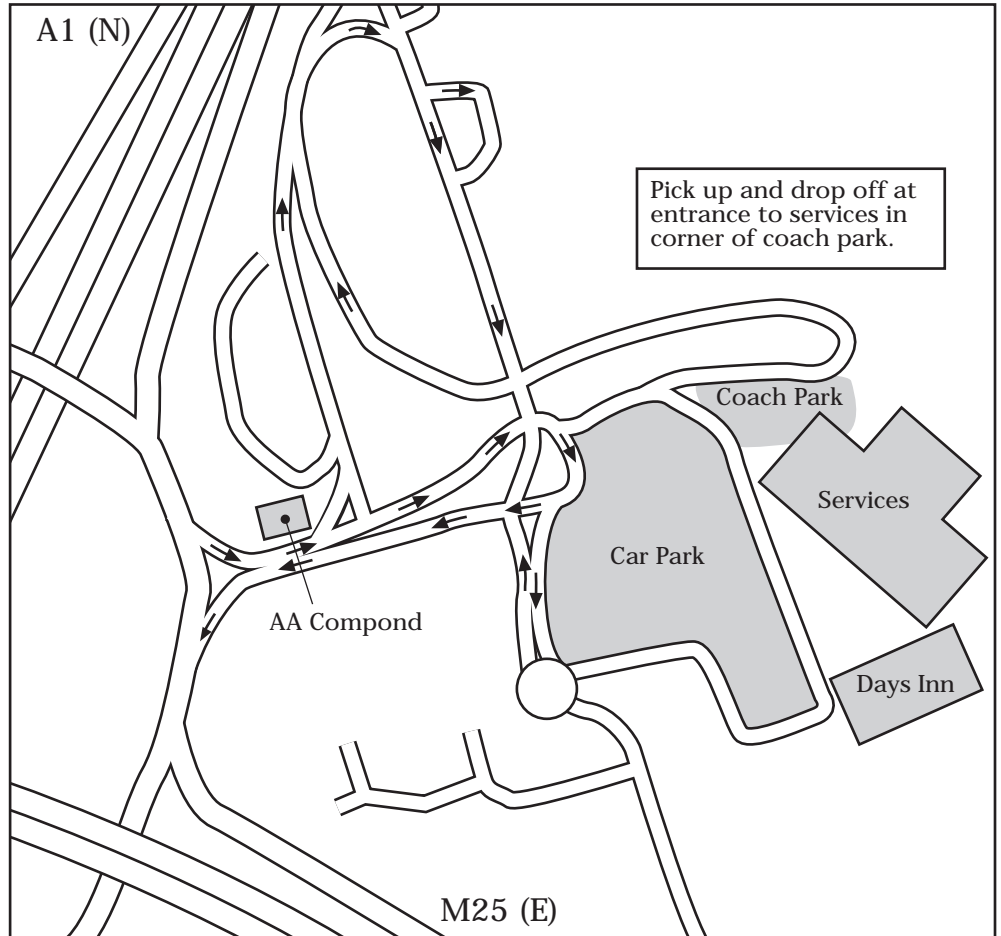 A1 (N)
Pick up and drop off at
entrance to services in
corner of coach park.
Coach Park
Services
Car Park
AA Compond
Days Inn
M25 (E)